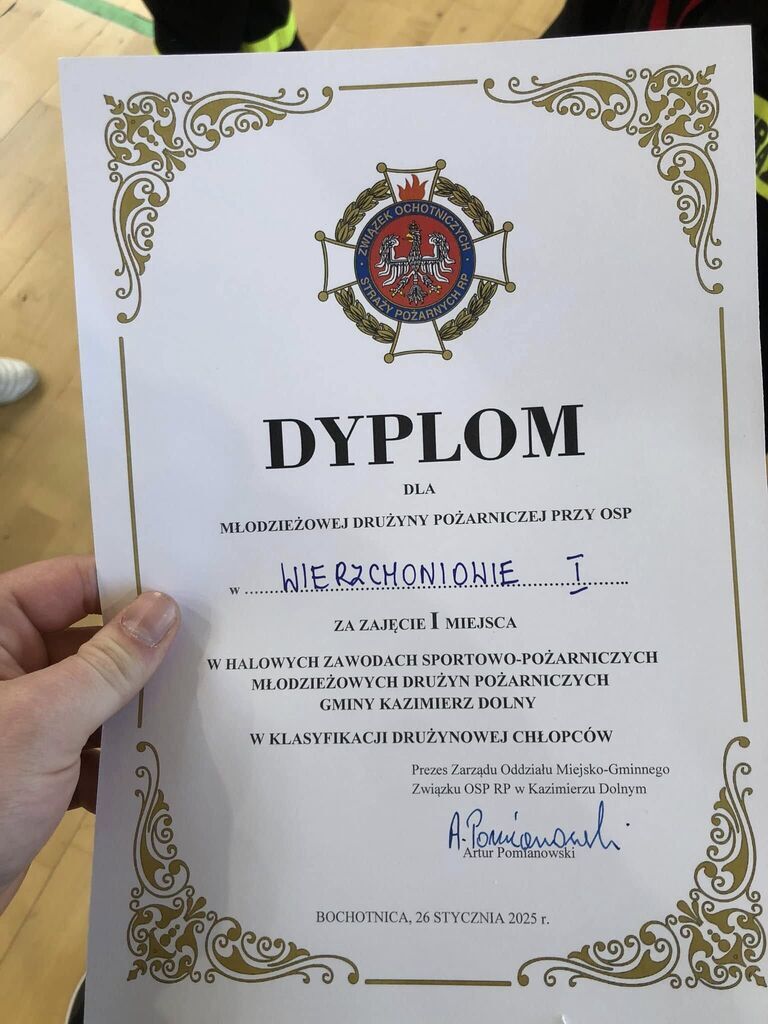 ZWIĄZEK OCHOTNICZYCH
STRAŻY POŻARNYCH RP
DYPLOM
DLA
MŁODZIEŻOWEJ DRUŻYNY POŻARNICZEJ PRZY OSP
w WIERZCHONIOWIE I
ZA ZAJĘCIE I MIEJSCA
W HALOWYCH ZAWODACH SPORTOWO-POŻARNICZYCH
MŁODZIEŻOWYCH DRUŻYN POŻARNICZYCH
GMINY KAZIMIERZ DOLNY
W KLASYFIKACJI DRUŻYNOWEJ CHŁOPCÓW
Prezes Zarządu Oddziału Miejsko-Gminnego
Związku OSP RP w Kazimierzu Dolnym
A. Pomianowski
Artur Pomianowski
BOCHOTNICA, 26 STYCZNIA 2025 r.